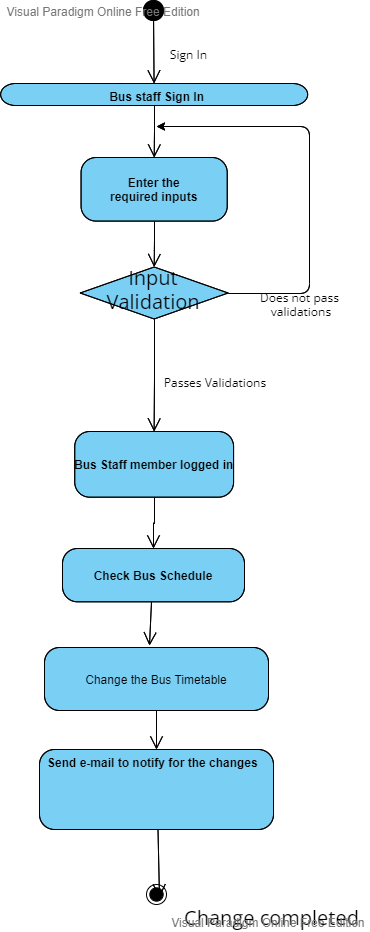 Visual Paradigm Online Free Edition
Sign In
Bus staff Sign In
Enter the
required inputs
Input
Validation
Does not pass
validations
Passes Validations
Bus Staff member logged in
Check Bus Schedule
Change the Bus Timetable
Send e-mail to notify for the changes
Change completed
Visual Paradigm Online Free Edition